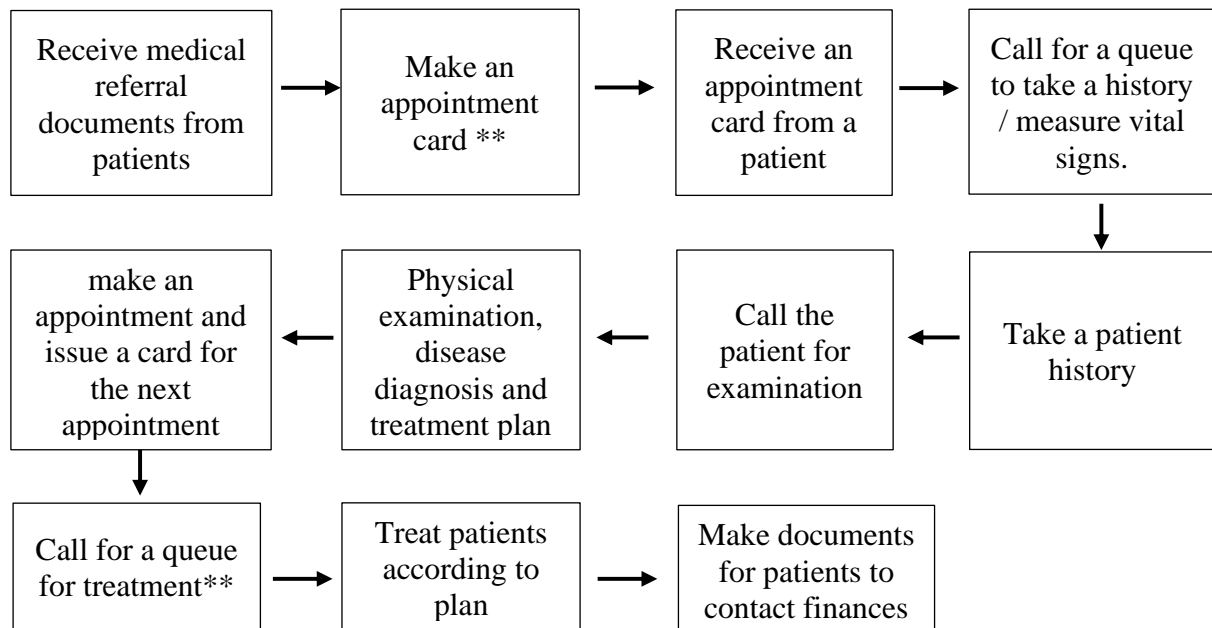 Receive medical
referral
documents from
patients
Make an
appointment
card **
Receive an
appointment
card from a
patient
Call for a queue
to take a history
/ measure vital
signs.
Take a patient
history
Call the
patient for
examination
Physical
examination,
disease
diagnosis and
treatment plan
make an
appointment and
issue a card for
the next
appointment
Call for a queue
for treatment**
Treat patients
according to
plan
Make documents
for patients to
contact finances